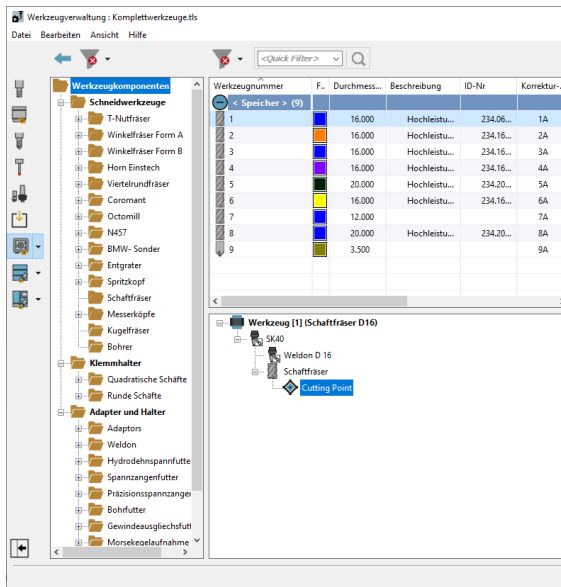 Werkzeugverwaltung : Komplettwerkzeuge.tls
Datei Bearbeiten Ansicht Hilfe
<Quick Filter>
Werkzeugkomponenten
Schneidwerkzeuge
T-Nutfräser
Winkelfräser Form A
Winkelfräser Form B
Horn Einstech
Viertelrundfräser
Coromant
Octomill
N457
BMW- Sonder
Entgrater
Spritzkopf
Schaftfräser
Messerköpfe
Kugelfräser
Bohrer
Klemmhalter
Quadratische Schäfte
Runde Schäfte
Adapter und Halter
Adaptors
Weldon
Hydrodehnspannfutte
Spannzangenfutter
Präzisionsspannzanger
Bohrfutter
Gewindeausgliechsfutt
Morsekegelaufnahme
Werkzeugnummer F.. Durchmess... Beschreibung ID-Nr Korrektur-.
< Speicher > (9)
1 16.000 Hochleistu... 234.06... 1A
2 16.000 Hochleistu... 234.16... 2A
3 16.000 Hochleistu... 234.16... 3A
4 16.000 Hochleistu... 234.16... 4A
5 20.000 Hochleistu... 234.20... 5A
6 16.000 Hochleistu... 234.16... 6A
7 12.000 7A
8 20.000 Hochleistu... 234.20... 8A
9 3.500 9A
Werkzeug [1] (Schaftfräser D16)
SK40
Weldon D 16
Schaftfräser
Cutting Point